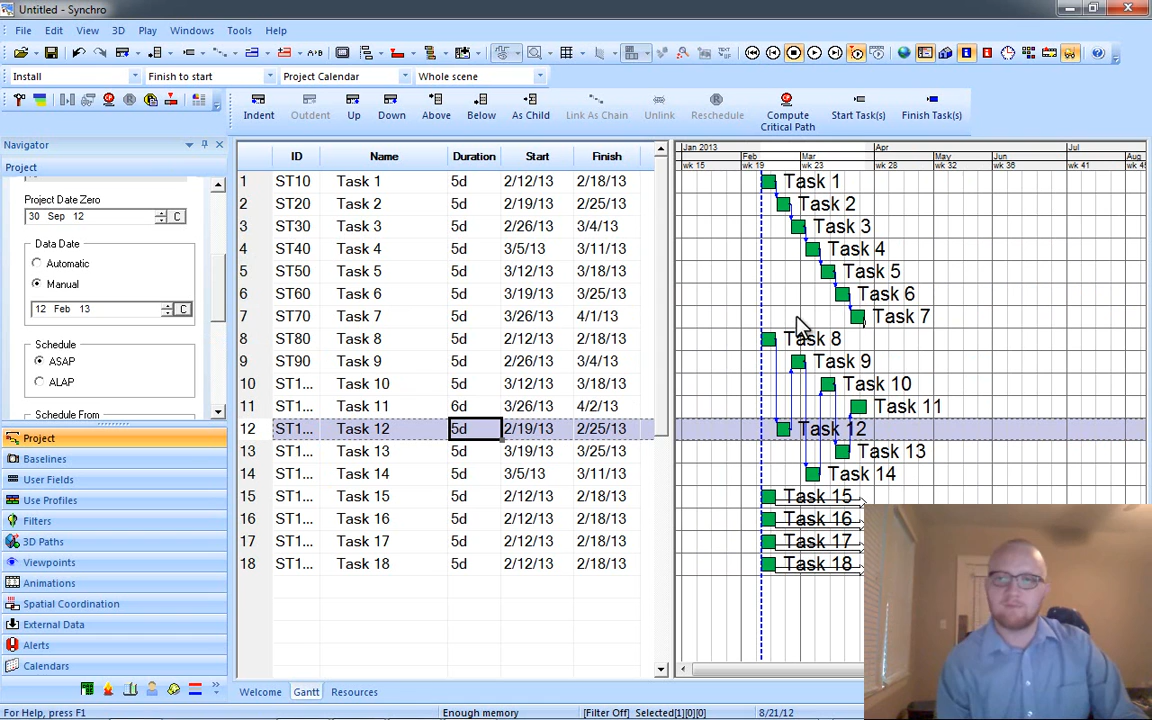 Untitled - Synchro
File Edit View 3D Play Windows Tools Help
Install Finish to start Project Calendar Whole scene
Indent Outdent Up Down Above Below As Child Link As Chain Unlink Reschedule Compute Critical Path Start Task(s) Finish Task(s)
Navigator
Project
Project Date Zero
30 Sep 12 C
Data Date
Automatic
Manual
12 Feb 13 C
Schedule
ASAP
ALAP
Schedule From
Project
Baselines
User Fields
Use Profiles
Filters
3D Paths
Viewpoints
Animations
Spatial Coordination
External Data
Alerts
Calendars
ID Name Duration Start Finish
1 ST10 Task 1 5d 2/12/13 2/18/13
2 ST20 Task 2 5d 2/19/13 2/25/13
3 ST30 Task 3 5d 2/26/13 3/4/13
4 ST40 Task 4 5d 3/5/13 3/11/13
5 ST50 Task 5 5d 3/12/13 3/18/13
6 ST60 Task 6 5d 3/19/13 3/25/13
7 ST70 Task 7 5d 3/26/13 4/1/13
8 ST80 Task 8 5d 2/12/13 2/18/13
9 ST90 Task 9 5d 2/26/13 3/4/13
10 ST1... Task 10 5d 3/12/13 3/18/13
11 ST1... Task 11 6d 3/26/13 4/2/13
12 ST1... Task 12 5d 2/19/13 2/25/13
13 ST1... Task 13 5d 3/19/13 3/25/13
14 ST1... Task 14 5d 3/5/13 3/11/13
15 ST1... Task 15 5d 2/12/13 2/18/13
16 ST1... Task 16 5d 2/12/13 2/18/13
17 ST1... Task 17 5d 2/12/13 2/18/13
18 ST1... Task 18 5d 2/12/13 2/18/13
Jan 2013 Feb Mar Apr May Jun Jul Aug
wk 15 wk 19 wk 23 wk 28 wk 32 wk 36 wk 41
Task 1
Task 2
Task 3
Task 4
Task 5
Task 6
Task 7
Task 8
Task 9
Task 10
Task 11
Task 12
Task 13
Task 14
Task 15
Task 16
Task 17
Task 18
Welcome Gantt Resources
For Help, press F1 Enough memory [Filter Off] Selected[1][0][0] 8/21/12